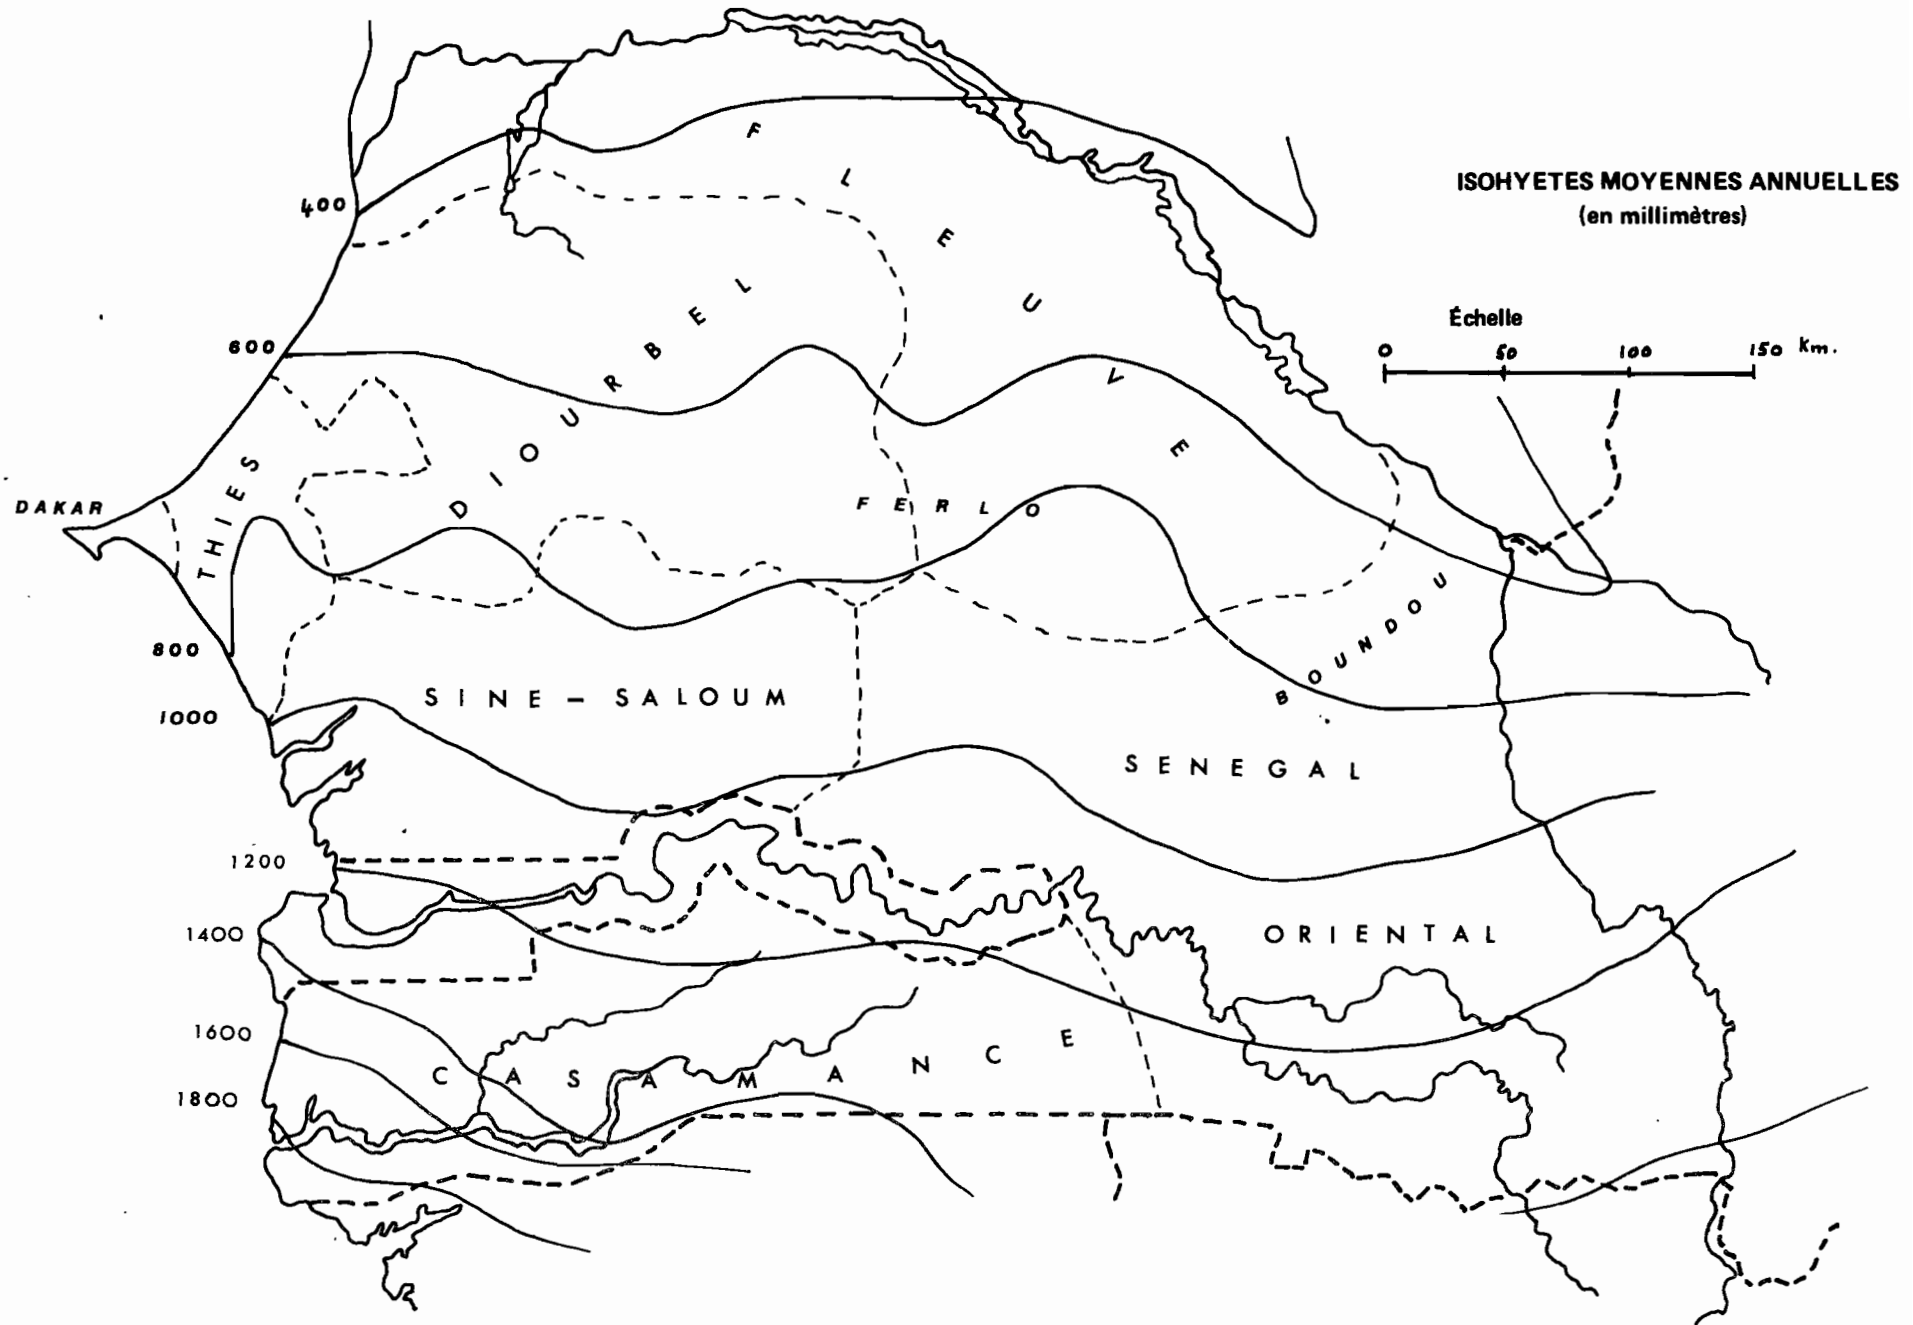 ISOHYETES MOYENNES ANNUELLES
(en millimètres)
Échelle
0 50 100 150 km.
400
600
800
1000
1200
1400
1600
1800
DAKAR
THIES
DIOURBEL
FLEUVE
FERLO
BOUNDOU
SINE – SALOUM
SENEGAL
ORIENTAL
CASAMANCE